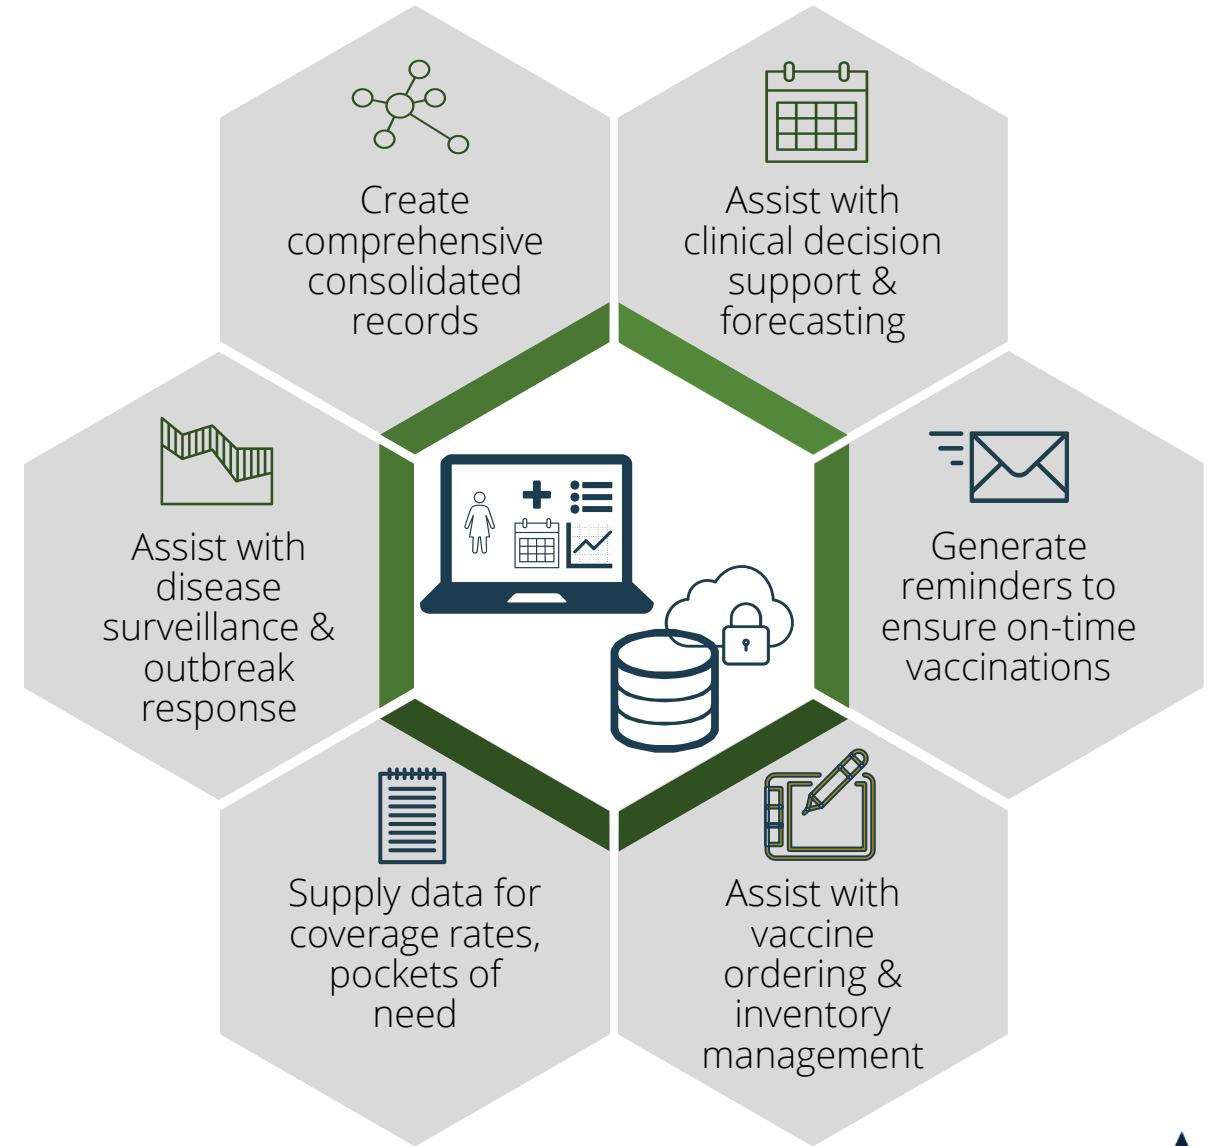 Create
comprehensive
consolidated
records
Assist with
clinical decision
support &
forecasting
Assist with
disease
surveillance &
outbreak
response
Generate
reminders to
ensure on-time
vaccinations
Supply data for
coverage rates,
pockets of
need
Assist with
vaccine
ordering &
inventory
management